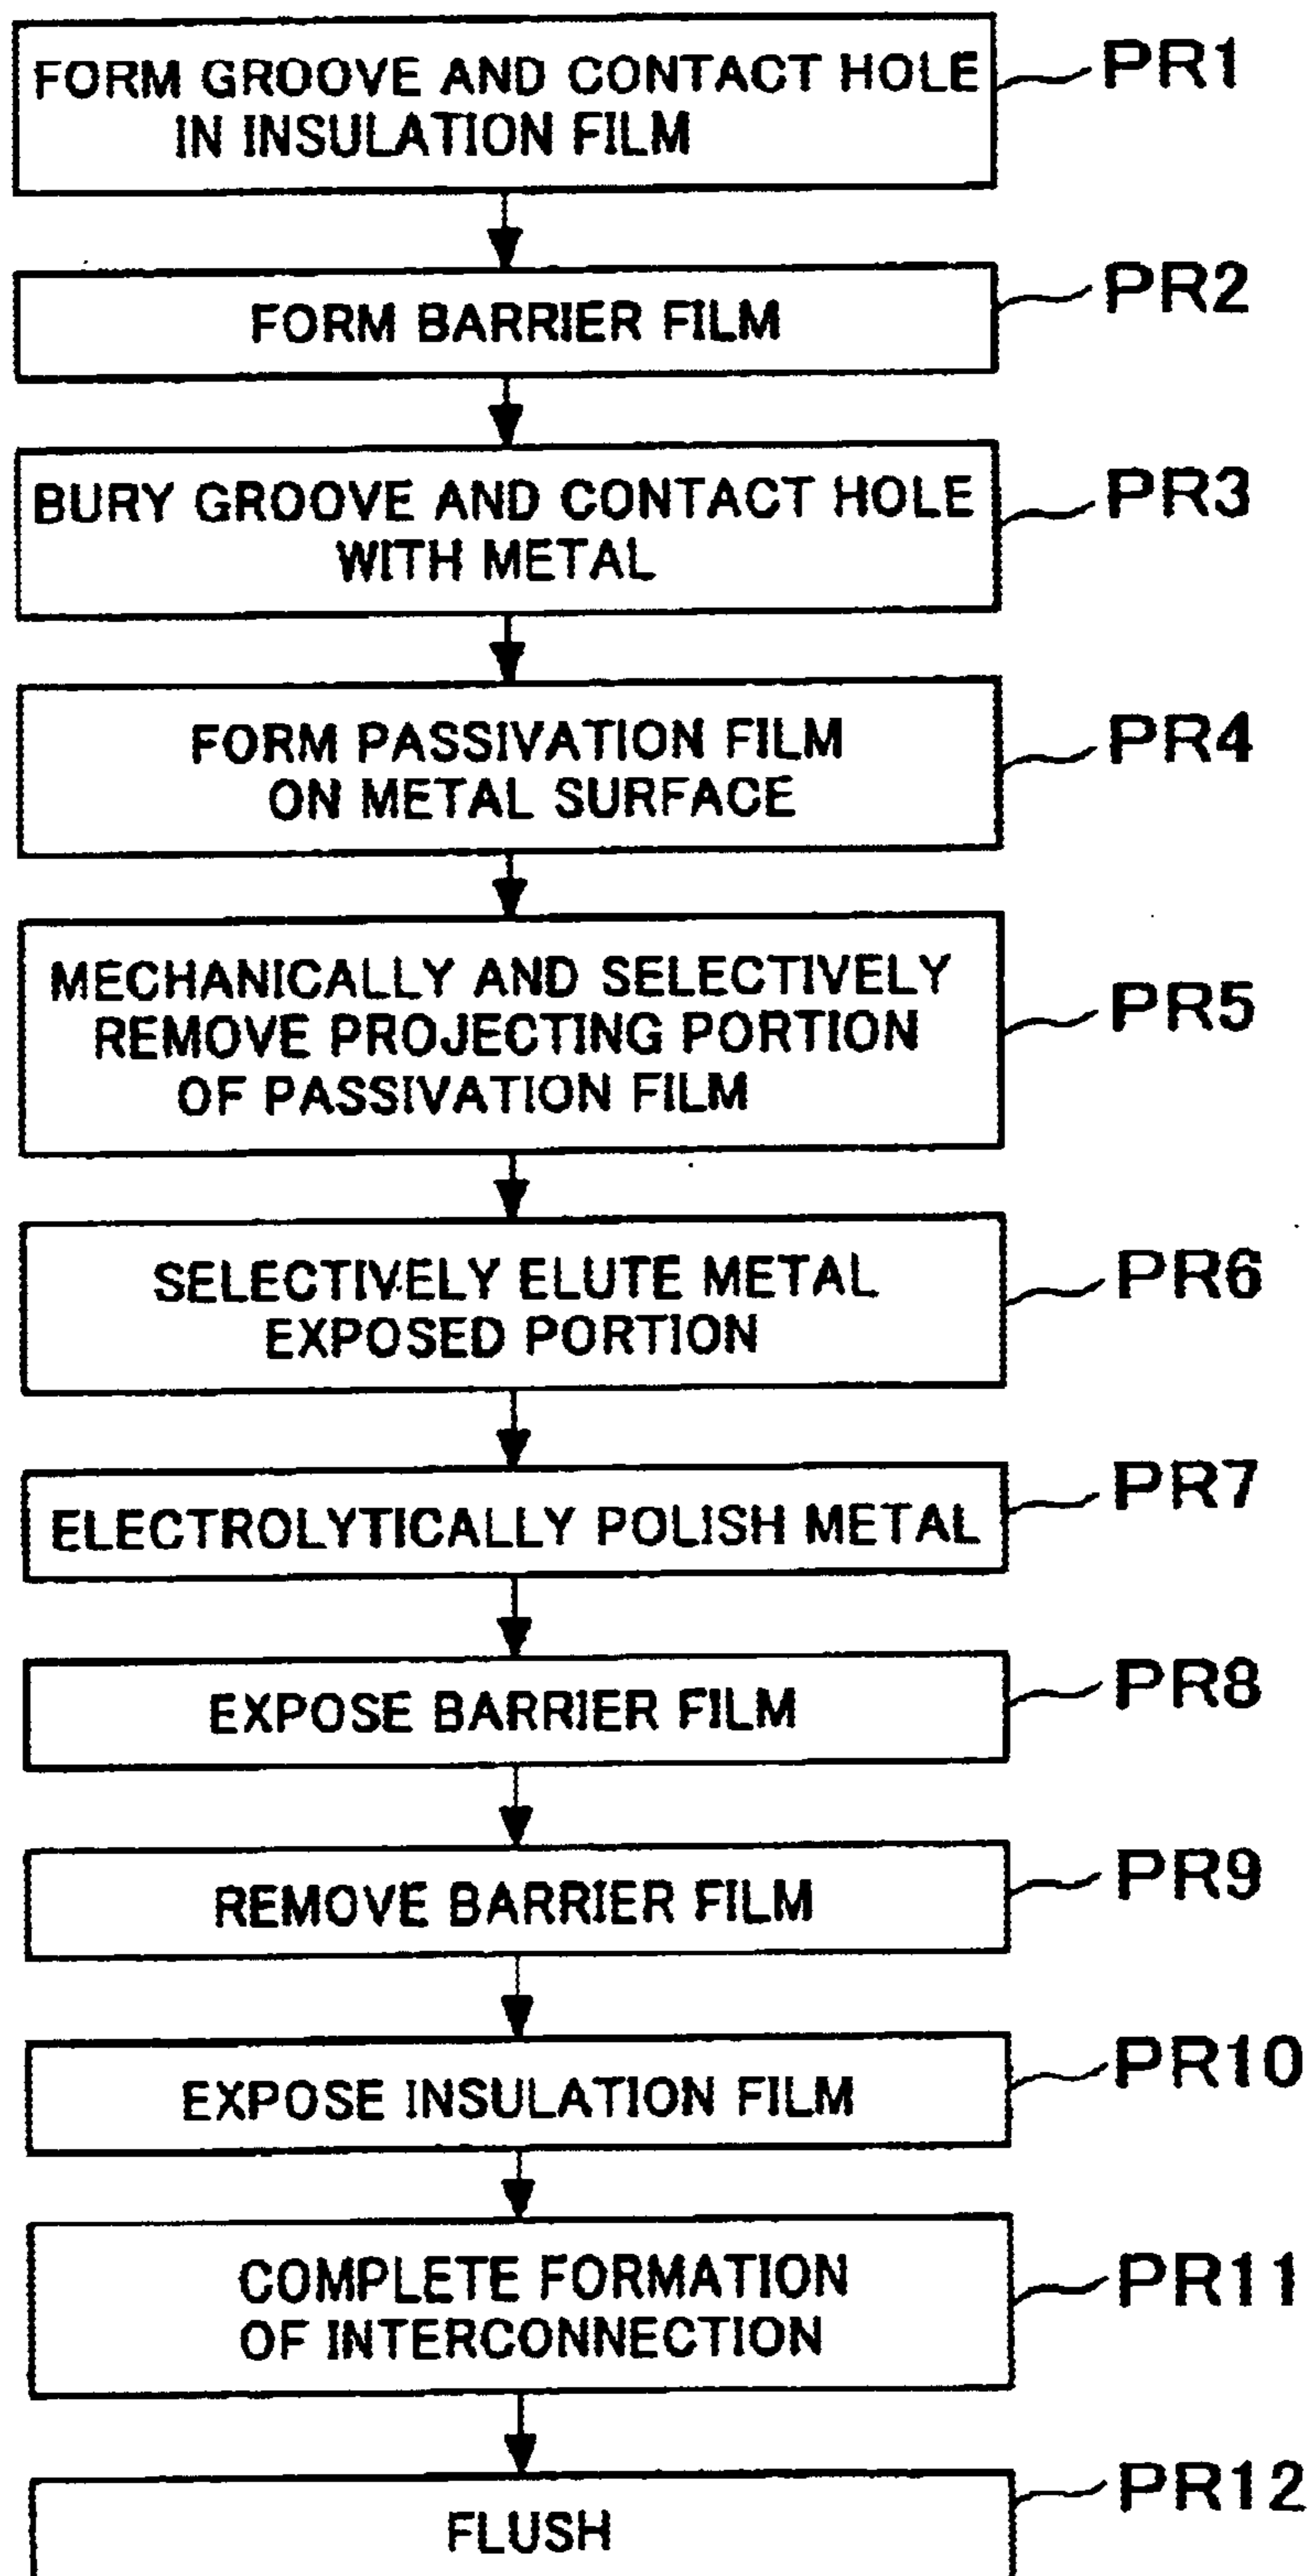 FORM GROOVE AND CONTACT HOLE
IN INSULATION FILM
PR1
FORM BARRIER FILM
PR2
BURY GROOVE AND CONTACT HOLE
WITH METAL
PR3
FORM PASSIVATION FILM
ON METAL SURFACE
PR4
MECHANICALLY AND SELECTIVELY
REMOVE PROJECTING PORTION
OF PASSIVATION FILM
PR5
SELECTIVELY ELUTE METAL
EXPOSED PORTION
PR6
ELECTROLYTICALLY POLISH METAL
PR7
EXPOSE BARRIER FILM
PR8
REMOVE BARRIER FILM
PR9
EXPOSE INSULATION FILM
PR10
COMPLETE FORMATION
OF INTERCONNECTION
PR11
FLUSH
PR12